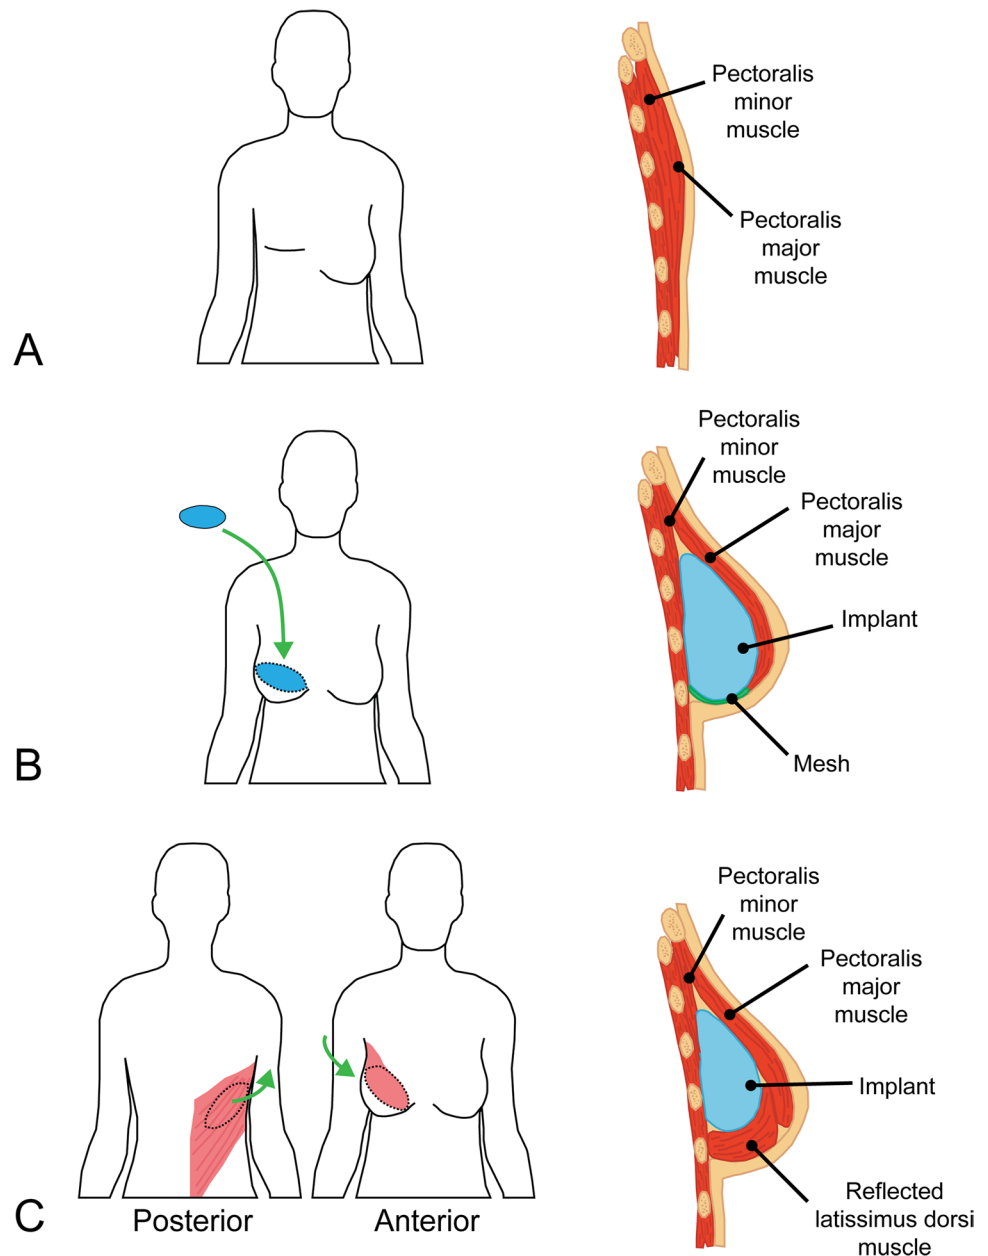 Pectoralis
minor
muscle
Pectoralis
major
muscle
A
Pectoralis
minor
muscle
Pectoralis
major
muscle
Implant
Mesh
B
Pectoralis
minor
muscle
Pectoralis
major
muscle
Implant
Reflected
latissimus dorsi
muscle
C
Posterior
Anterior